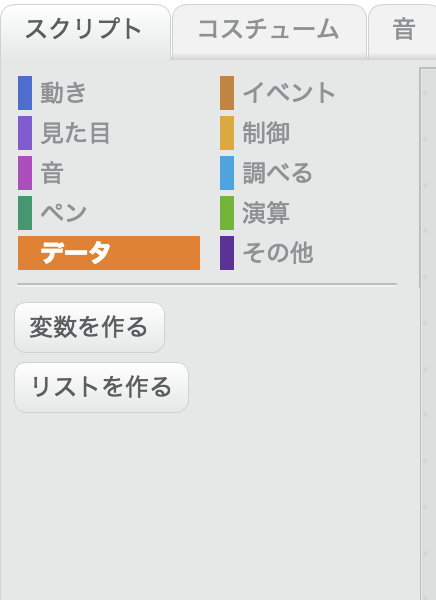 スクリプト コスチューム 音
動き イベント
見た目 制御
音 調べる
ペン 演算
データ その他
変数を作る
リストを作る